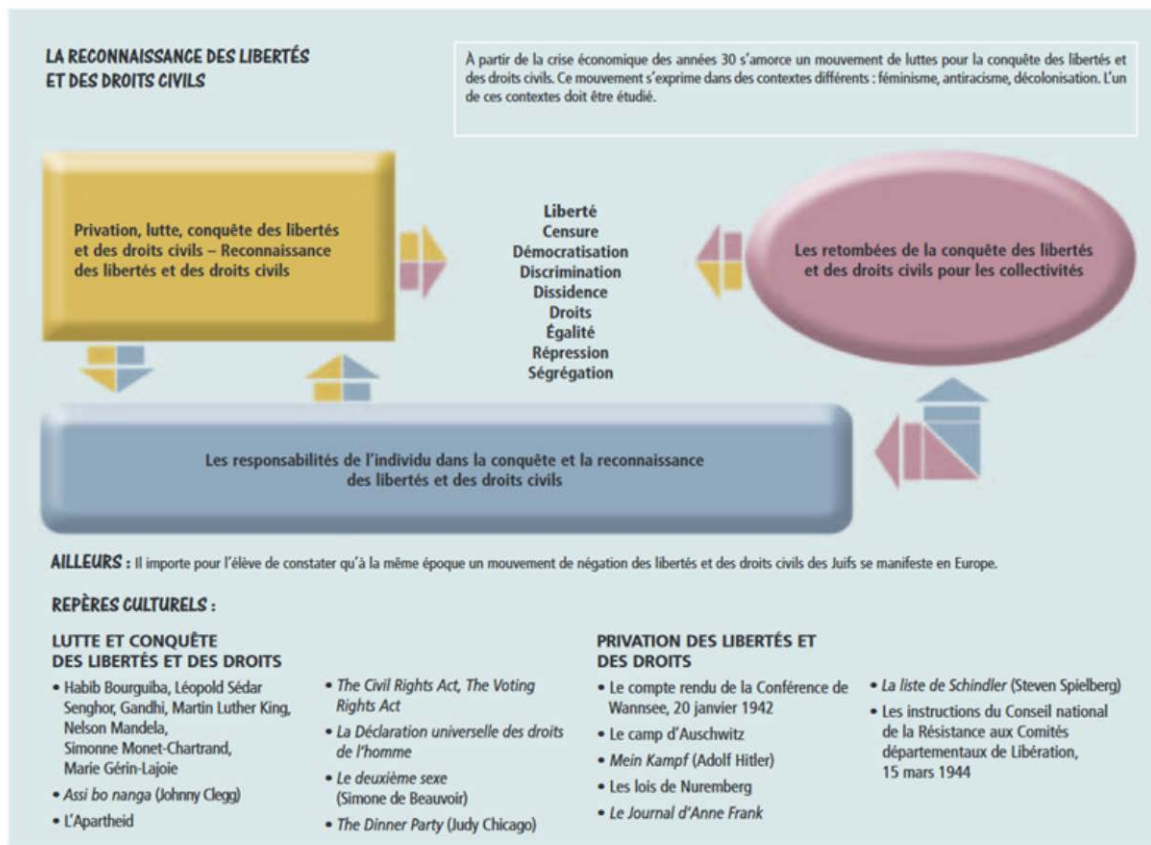 LA RECONNAISSANCE DES LIBERTÉS
ET DES DROITS CIVILS
À partir de la crise économique des années 30 s'amorce un mouvement de luttes pour la conquête des libertés et
des droits civils. Ce mouvement s'exprime dans des contextes différents : féminisme, antiracisme, décolonisation. L'un
de ces contextes doit être étudié.
Privation, lutte, conquête des libertés
et des droits civils – Reconnaissance
des libertés et des droits civils
Liberté
Censure
Démocratisation
Discrimination
Dissidence
Droits
Égalité
Répression
Ségrégation
Les retombées de la conquête des libertés
et des droits civils pour les collectivités
Les responsabilités de l'individu dans la conquête et la reconnaissance
des libertés et des droits civils
AILLEURS : Il importe pour l'élève de constater qu'à la même époque un mouvement de négation des libertés et des droits civils des Juifs se manifeste en Europe.
REPÈRES CULTURELS :
LUTTE ET CONQUÊTE
DES LIBERTÉS ET DES DROITS
• Habib Bourguiba, Léopold Sédar
Senghor, Gandhi, Martin Luther King,
Nelson Mandela,
Simonne Monet-Chartrand,
Marie Gérin-Lajoie
• Assi bo nanga (Johnny Clegg)
• L'Apartheid
• The Civil Rights Act, The Voting
Rights Act
• La Déclaration universelle des droits
de l'homme
• Le deuxième sexe
(Simone de Beauvoir)
• The Dinner Party (Judy Chicago)
PRIVATION DES LIBERTÉS ET
DES DROITS
• Le compte rendu de la Conférence de
Wannsee, 20 janvier 1942
• Le camp d'Auschwitz
• Mein Kampf (Adolf Hitler)
• Les lois de Nuremberg
• Le Journal d'Anne Frank
• La liste de Schindler (Steven Spielberg)
• Les instructions du Conseil national
de la Résistance aux Comités
départementaux de Libération,
15 mars 1944